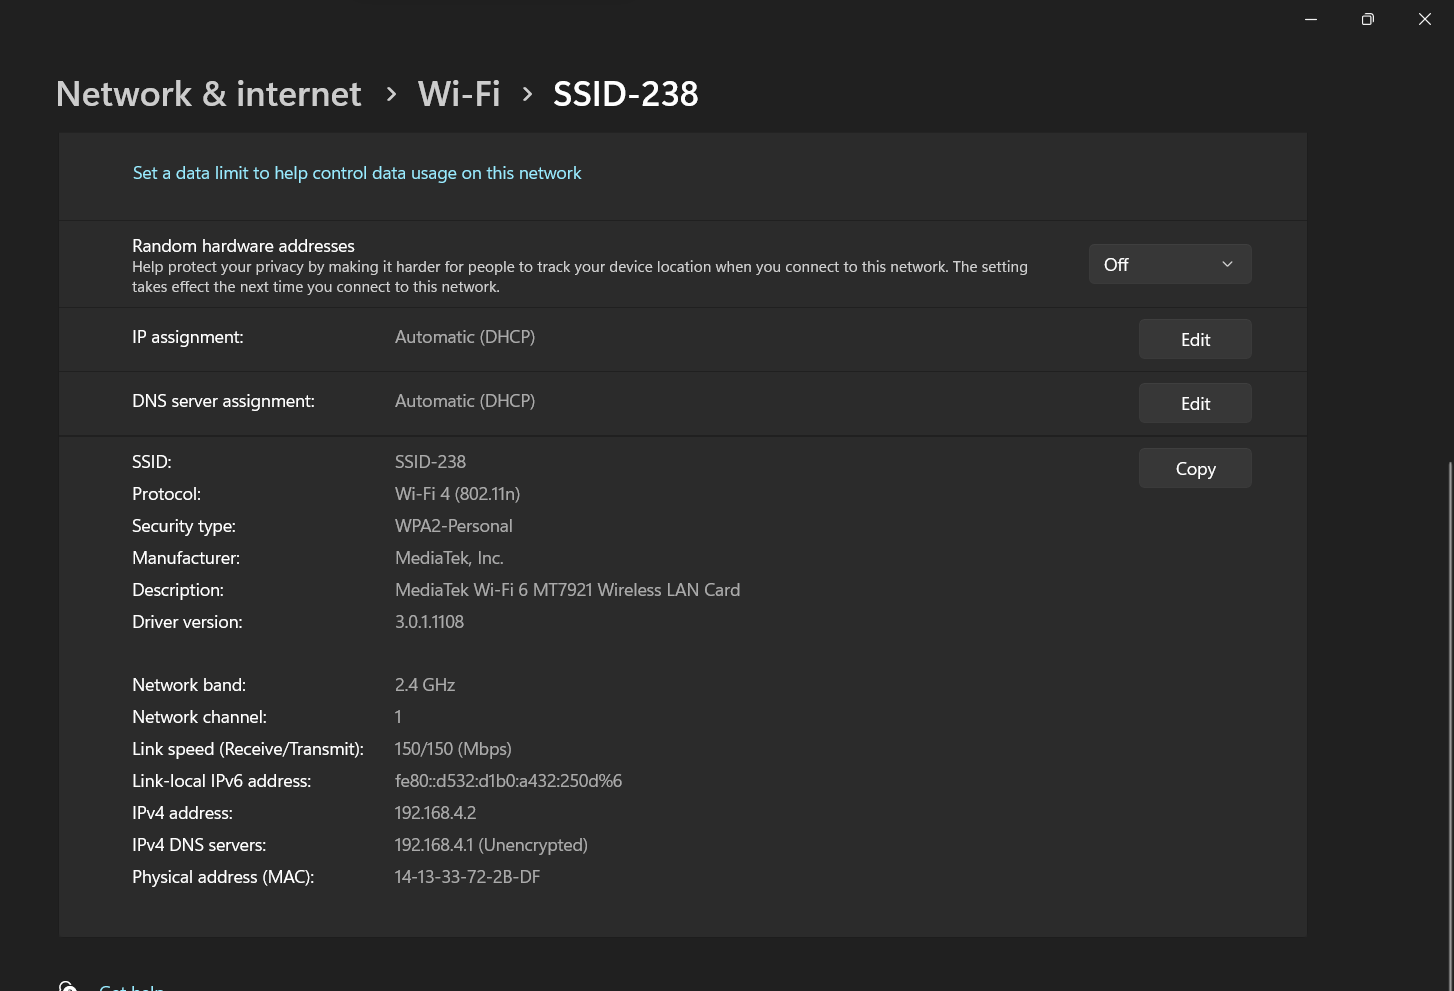 Network & internet > Wi-Fi > SSID-238
Set a data limit to help control data usage on this network
Random hardware addresses
Help protect your privacy by making it harder for people to track your device location when you connect to this network. The setting
takes effect the next time you connect to this network.
Off
IP assignment: Automatic (DHCP) Edit
DNS server assignment: Automatic (DHCP) Edit
SSID: SSID-238 Copy
Protocol: Wi-Fi 4 (802.11n)
Security type: WPA2-Personal
Manufacturer: MediaTek, Inc.
Description: MediaTek Wi-Fi 6 MT7921 Wireless LAN Card
Driver version: 3.0.1.1108
Network band: 2.4 GHz
Network channel: 1
Link speed (Receive/Transmit): 150/150 (Mbps)
Link-local IPv6 address: fe80::d532:d1b0:a432:250d%6
IPv4 address: 192.168.4.2
IPv4 DNS servers: 192.168.4.1 (Unencrypted)
Physical address (MAC): 14-13-33-72-2B-DF
Get help